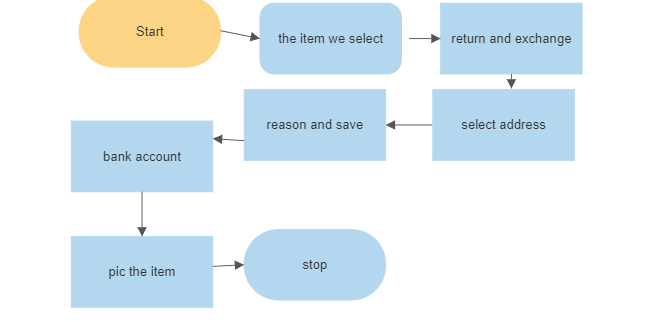 Start
the item we select
return and exchange
select address
reason and save
bank account
pic the item
stop